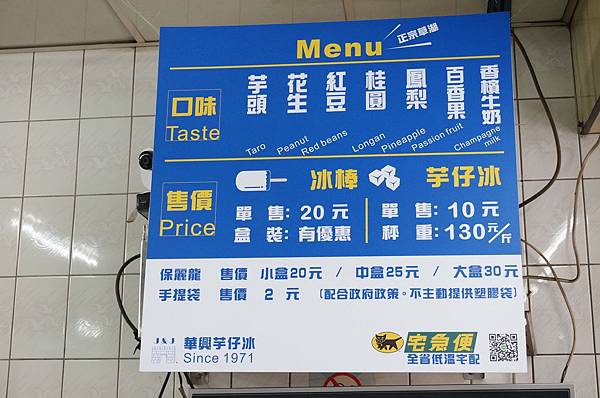 Menu
正宗草湖
口味
Taste
芋頭 花生 紅豆 桂圓 鳳梨 百香果 香檳牛奶
Taro Peanut Red beans Longan Pineapple Passion fruit Champagne milk
售價
Price
冰棒 芋仔冰
單售:20元 單售:10元
盒裝:有優惠 秤重:130元/斤
保麗龍 售價 小盒20元 / 中盒25元 / 大盒30元
手提袋 售價 2 元 (配合政府政策。不主動提供塑膠袋)
J&J
華興芋仔冰
Since 1971
宅急便
全省低溫宅配